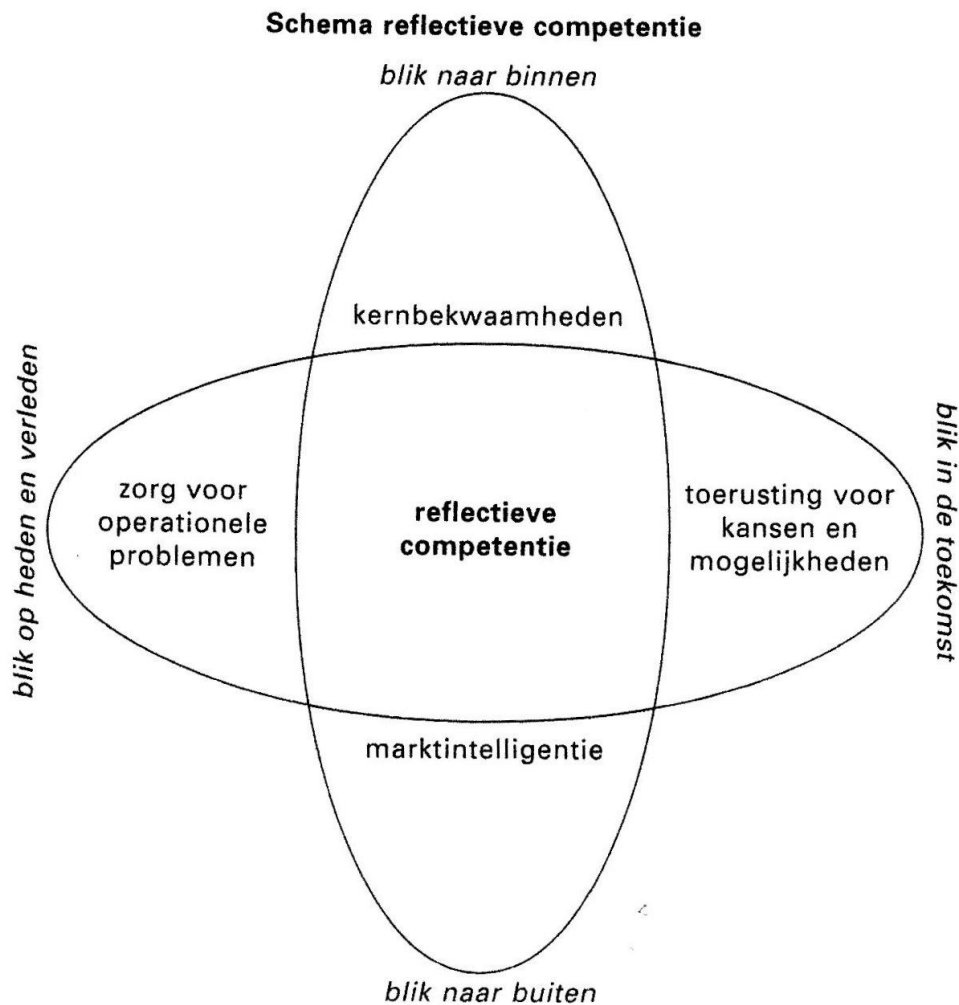 Schema reflectieve competentie
blik naar binnen
kernbekwaamheden
blik op heden en verleden
zorg voor
operationele
problemen
reflectieve
competentie
toerusting voor
kansen en
mogelijkheden
blik in de toekomst
marktintelligentie
blik naar buiten